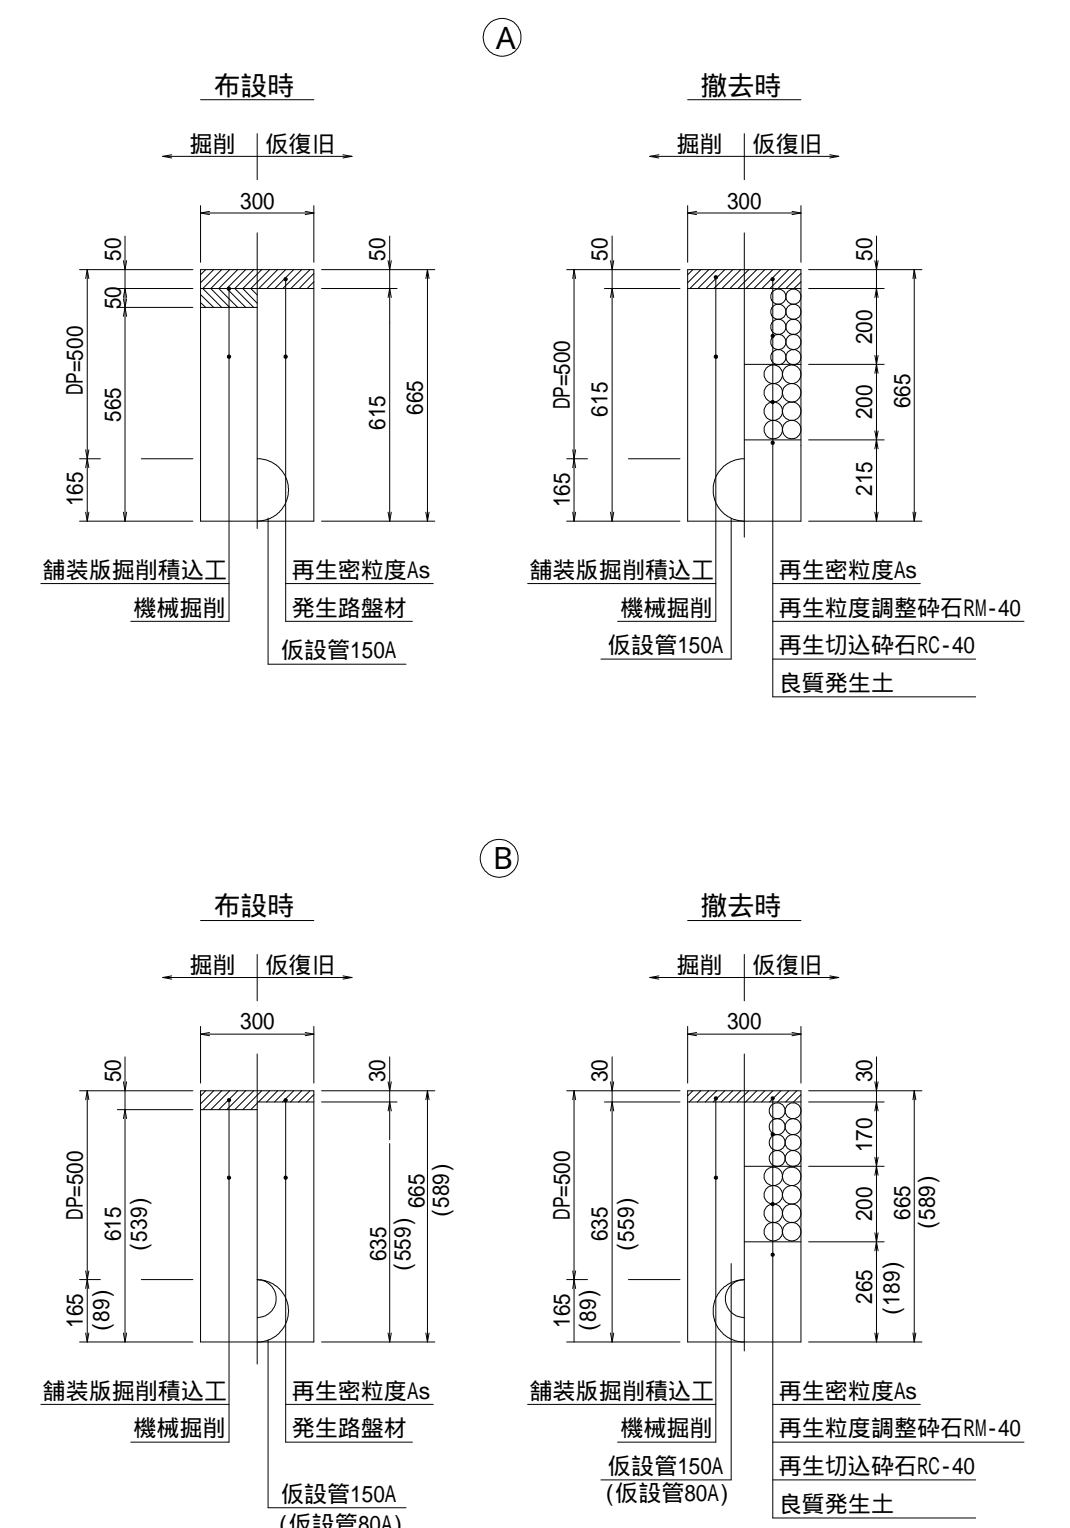 A
布設時
掘削 仮復旧
300
50
50
DP=500
565
165
50
615
665
舗装版掘削積込工
機械掘削
再生密粒度As
発生路盤材
仮設管150A
撤去時
掘削 仮復旧
300
50
DP=500
615
165
50
200
200
215
665
舗装版掘削積込工
機械掘削
仮設管150A
再生密粒度As
再生粒度調整砕石RM-40
再生切込砕石RC-40
良質発生土
B
布設時
掘削 仮復旧
300
50
DP=500
615
(539)
165
(89)
30
635
(559)
665
(589)
舗装版掘削積込工
機械掘削
再生密粒度As
発生路盤材
仮設管150A
(仮設管80A)
撤去時
掘削 仮復旧
300
30
DP=500
635
(559)
165
(89)
30
170
200
265
(189)
665
(589)
舗装版掘削積込工
機械掘削
仮設管150A
(仮設管80A)
再生密粒度As
再生粒度調整砕石RM-40
再生切込砕石RC-40
良質発生土